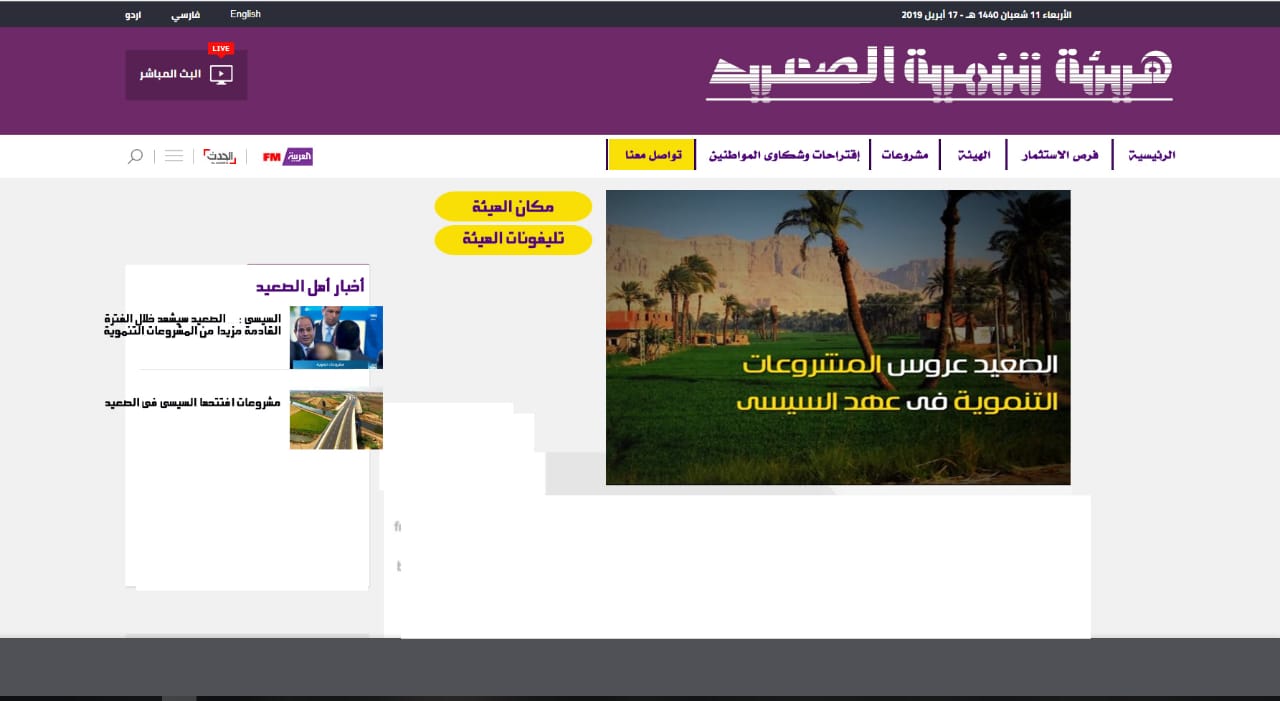 الأربعاء 11 شعبان 1440 هـ - 17 أبريل 2019
English
فارسي
اردو
هيئة تنمية الصعيد
LIVE
البث المباشر
الرئيسية
فرص الاستثمار
الهيئة
مشروعات
إقتراحات وشكاوى المواطنين
تواصل معنا
العربية FM
الحدث
مكان الهيئة
تليفونات الهيئة
الصعيد عروس المشروعات
التنموية فى عهد السيسى
أخبار أهل الصعيد
السيسى : الصعيد سيشهد خلال الفترة
القادمة مزيدا من المشروعات التنموية
مشروعات تنموية
مشروعات افتتحها السيسى فى الصعيد